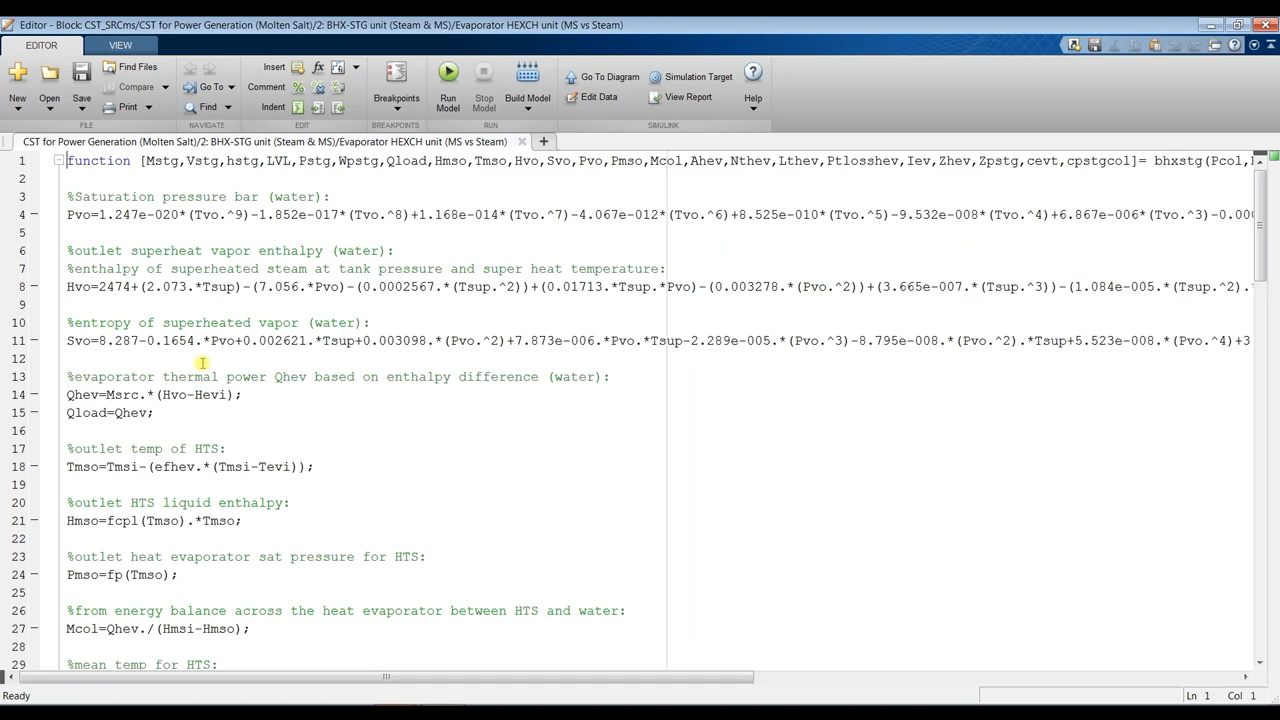 Editor - Block: CST_SRCms/CST for Power Generation (Molten Salt)/2: BHX-STG unit (Steam & MS)/Evaporator HEXCH unit (MS vs Steam)
EDITOR VIEW
New Open Save Find Files Compare Print
Go To Find
Insert fx Comment % Indent
Breakpoints
Run Model Stop Model Build Model
Go To Diagram Simulation Target Edit Data View Report
Help
FILE NAVIGATE EDIT BREAKPOINTS RUN SIMULINK
CST for Power Generation (Molten Salt)/2: BHX-STG unit (Steam & MS)/Evaporator HEXCH unit (MS vs Steam)
1 function [Mstg,Vstg,hstg,LVL,Pstg,Wpstg,Qload,Hmso,Tmso,Hvo,Svo,Pvo,Pmso,Mcol,Ahev,Nthev,Lthev,Ptlosshev,Iev,Zhev,Zpstg,cevt,cpstgcol]= bhxstg(Pcol,
2
3 %Saturation pressure bar (water):
4 Pvo=1.247e-020*(Tvo.^9)-1.852e-017*(Tvo.^8)+1.168e-014*(Tvo.^7)-4.067e-012*(Tvo.^6)+8.525e-010*(Tvo.^5)-9.532e-008*(Tvo.^4)+6.867e-006*(Tvo.^3)-0.00
5
6 %outlet superheat vapor enthalpy (water):
7 %enthalpy of superheated steam at tank pressure and super heat temperature:
8 Hvo=2474+(2.073.*Tsup)-(7.056.*Pvo)-(0.0002567.*(Tsup.^2))+(0.01713.*Tsup.*Pvo)-(0.003278.*(Pvo.^2))+(3.665e-007.*(Tsup.^3))-(1.084e-005.*(Tsup.^2).
9
10 %entropy of superheated vapor (water):
11 Svo=8.287-0.1654.*Pvo+0.002621.*Tsup+0.003098.*(Pvo.^2)+7.873e-006.*Pvo.*Tsup-2.289e-005.*(Pvo.^3)-8.795e-008.*(Pvo.^2).*Tsup+5.523e-008.*(Pvo.^4)+3
12
13 %evaporator thermal power Qhev based on enthalpy difference (water):
14 Qhev=Msrc.*(Hvo-Hevi);
15 Qload=Qhev;
16
17 %outlet temp of HTS:
18 Tmso=Tmsi-(efhev.*(Tmsi-Tevi));
19
20 %outlet HTS liquid enthalpy:
21 Hmso=fcpl(Tmso).*Tmso;
22
23 %outlet heat evaporator sat pressure for HTS:
24 Pmso=fp(Tmso);
25
26 %from energy balance across the heat evaporator between HTS and water:
27 Mcol=Qhev./(Hmsi-Hmso);
28
29 %mean temp for HTS:
Ready Ln 1 Col 1